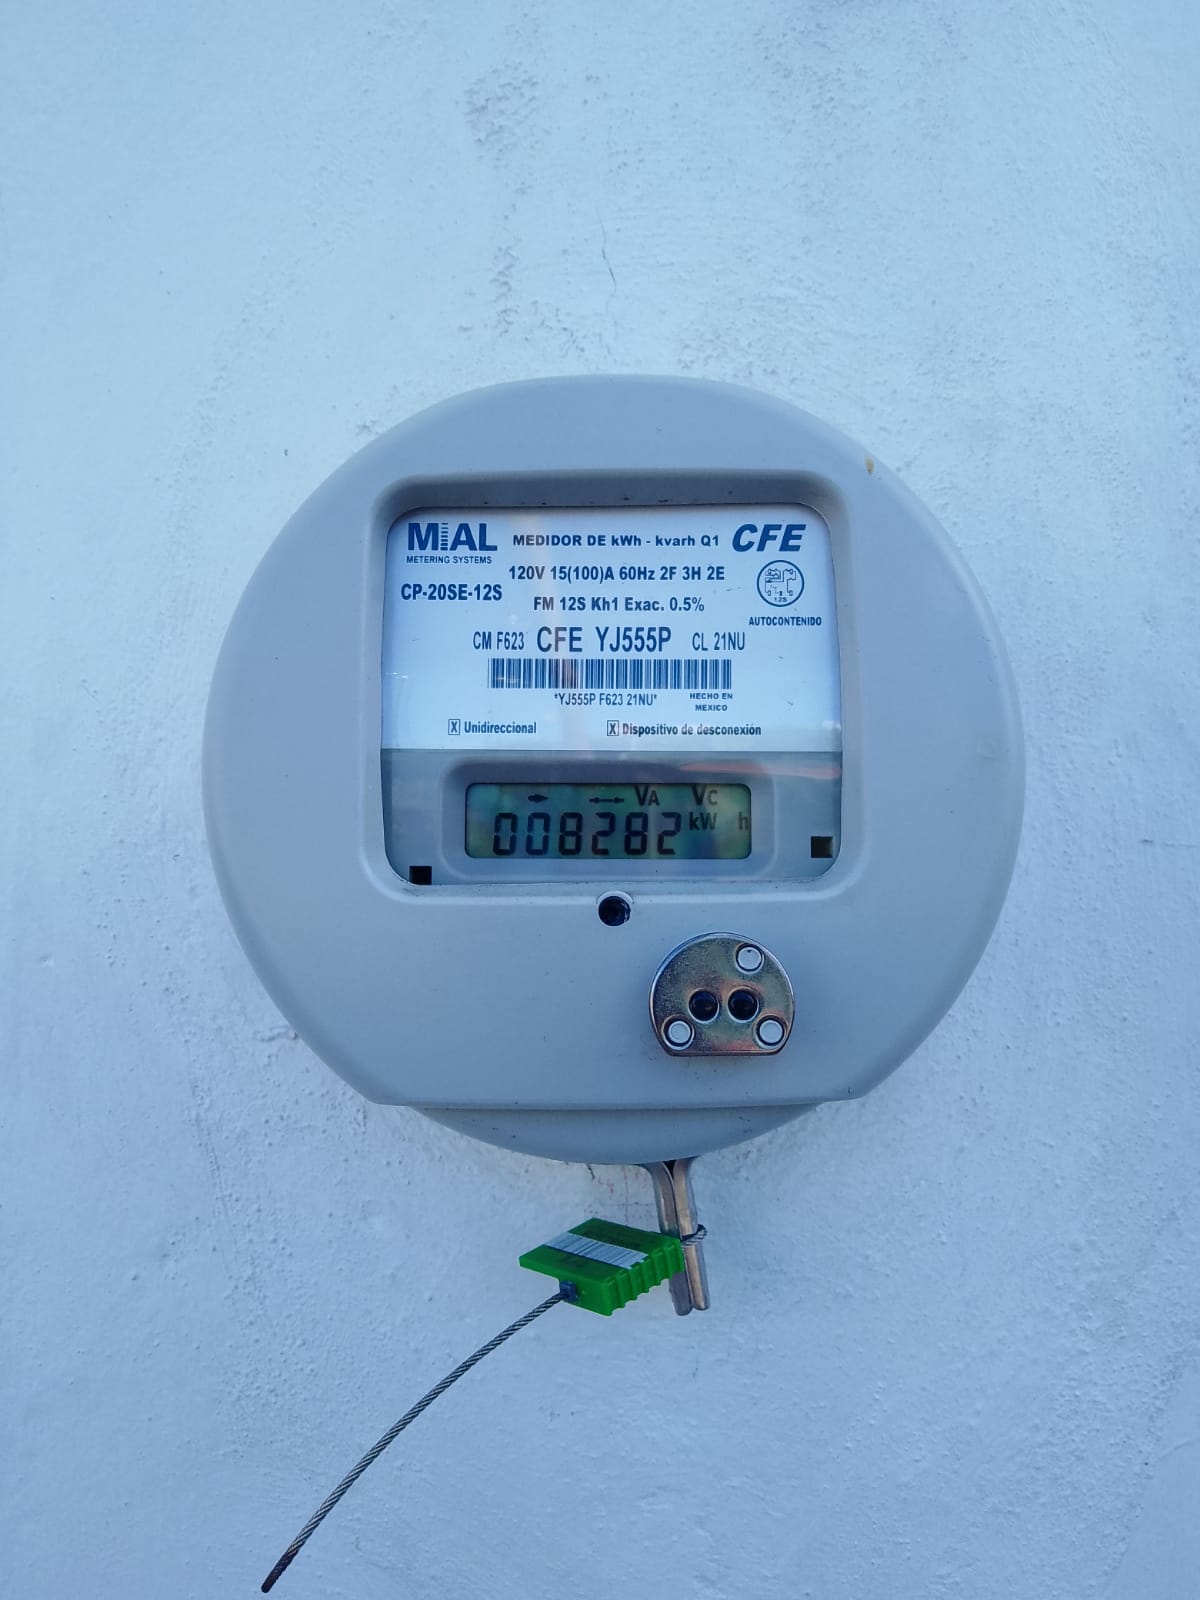 MIAL
METERING SYSTEMS
MEDIDOR DE kWh - kvarh Q1
CFE
120V 15(100)A 60Hz 2F 3H 2E
CP-20SE-12S
FM 12S Kh1 Exac. 0.5%
12S
AUTOCONTENIDO
CM F623 CFE YJ555P CL 21NU
*YJ555P F623 21NU*
HECHO EN
MEXICO
X Unidireccional
X Dispositivo de desconexión
VA VC
008282 kW h